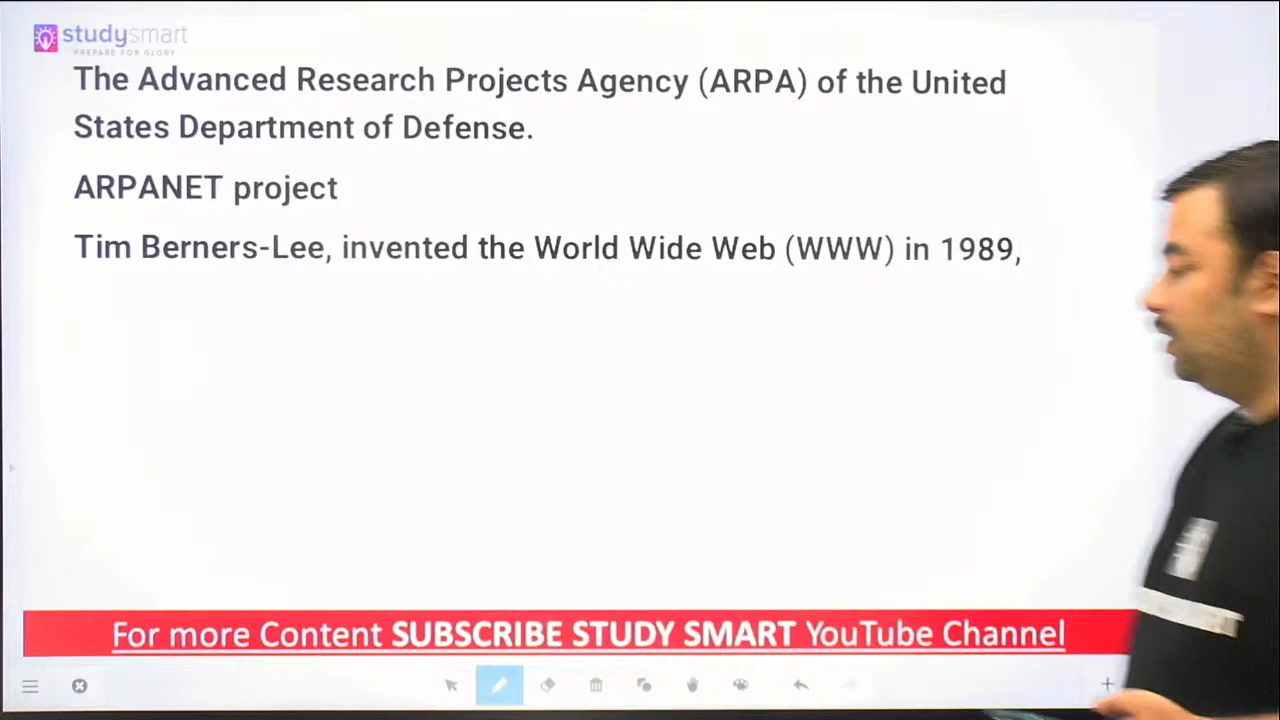 studysmart
PREPARE FOR GLORY
The Advanced Research Projects Agency (ARPA) of the United
States Department of Defense.
ARPANET project
Tim Berners-Lee, invented the World Wide Web (WWW) in 1989,
For more Content SUBSCRIBE STUDY SMART YouTube Channel